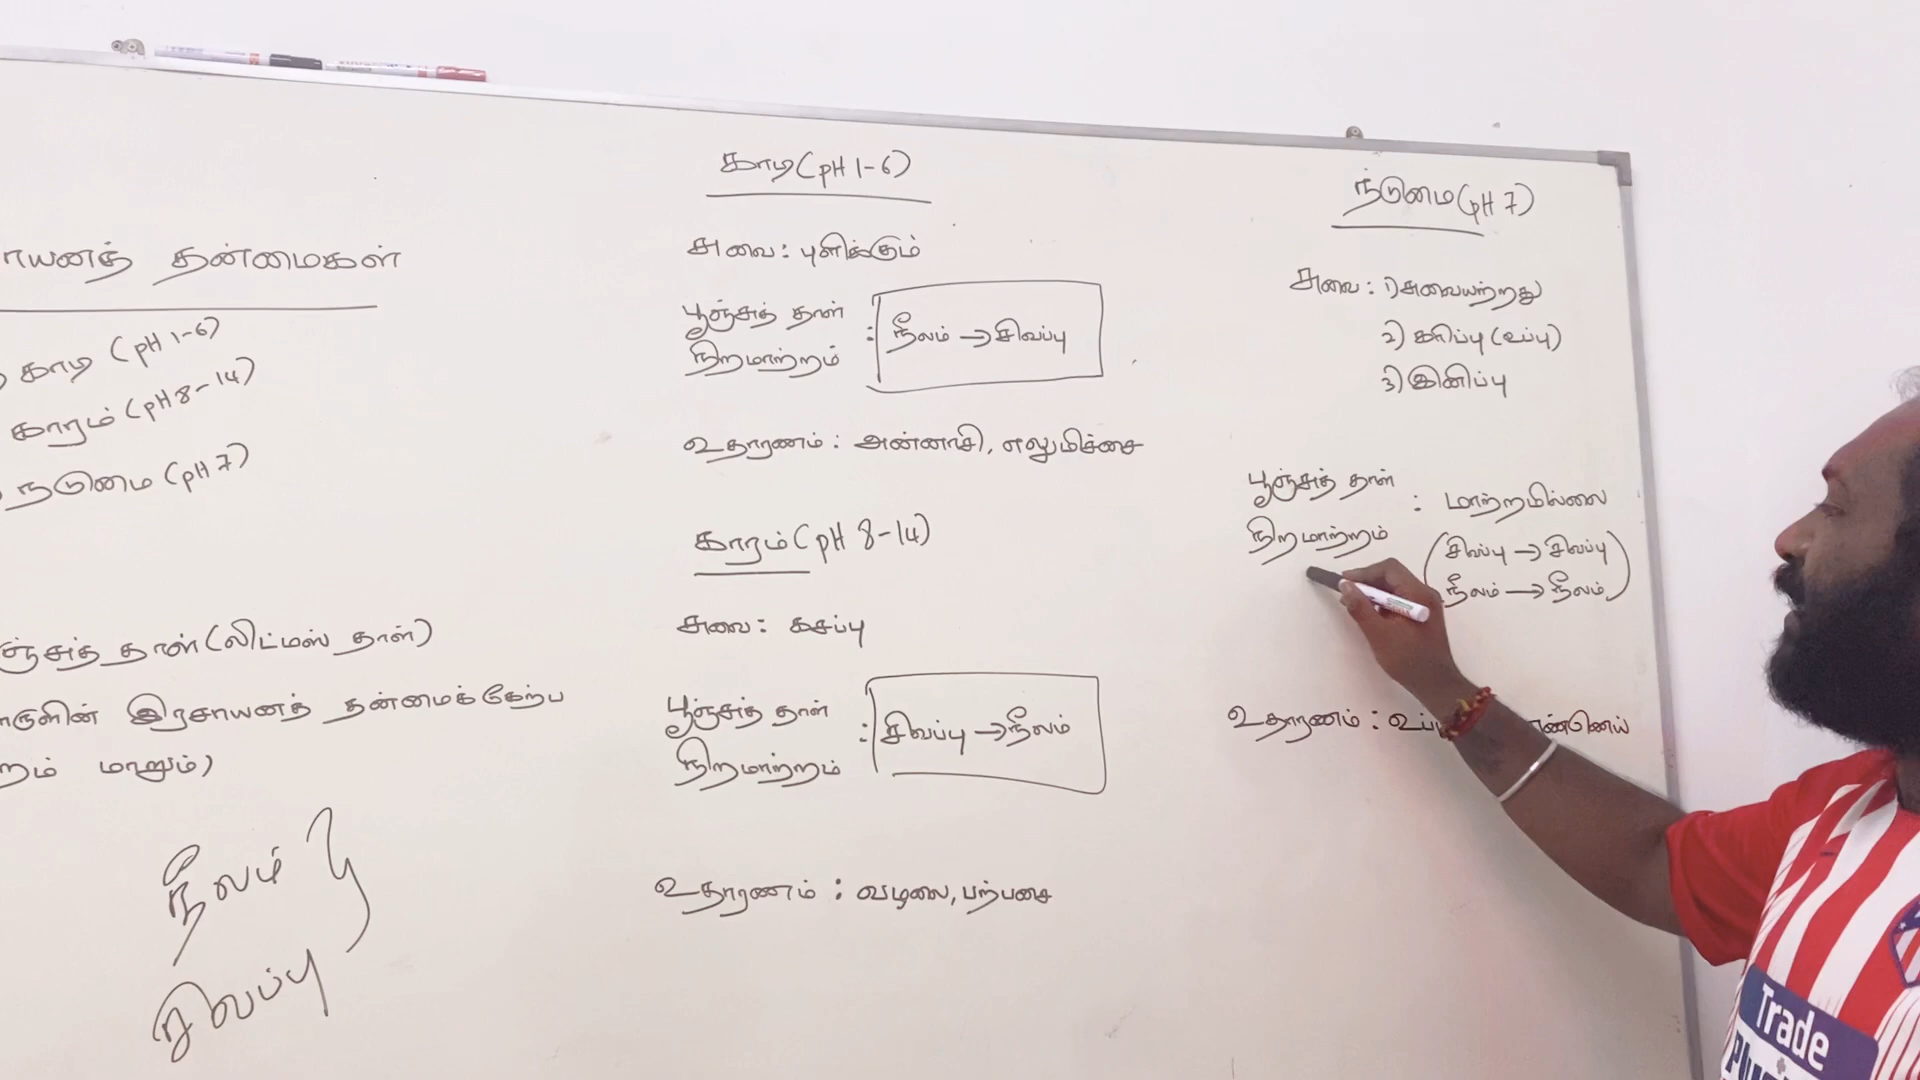 யனத் தன்மைகள்
காடி (pH 1-6)
காரம் (pH 8-14)
நடுமை (pH 7)
சுத் தாள் (லிட்மஸ் தாள்)
இரசாயனத் தன்மைக்கேற்ப
மாறும்)
நீலம்
சிவப்பு
காடி (pH 1-6)
சுவை : புளிக்கும்
பூஞ்சுத் தாள்
நிறமாற்றம் : நீலம் → சிவப்பு
உதாரணம் : அன்னாசி, எலுமிச்சை
காரம் (pH 8-14)
சுவை : கசப்பு
பூஞ்சுத் தாள்
நிறமாற்றம் : சிவப்பு → நீலம்
உதாரணம் : வழலை, பற்பசை
நடுமை (pH 7)
சுவை : 1) சுவையற்றது
2) கரிப்பு (உப்பு)
3) இனிப்பு
பூஞ்சுத் தாள்
நிறமாற்றம் : மாற்றமில்லை
(சிவப்பு → சிவப்பு
நீலம் → நீலம்)
உதாரணம் :
Trade